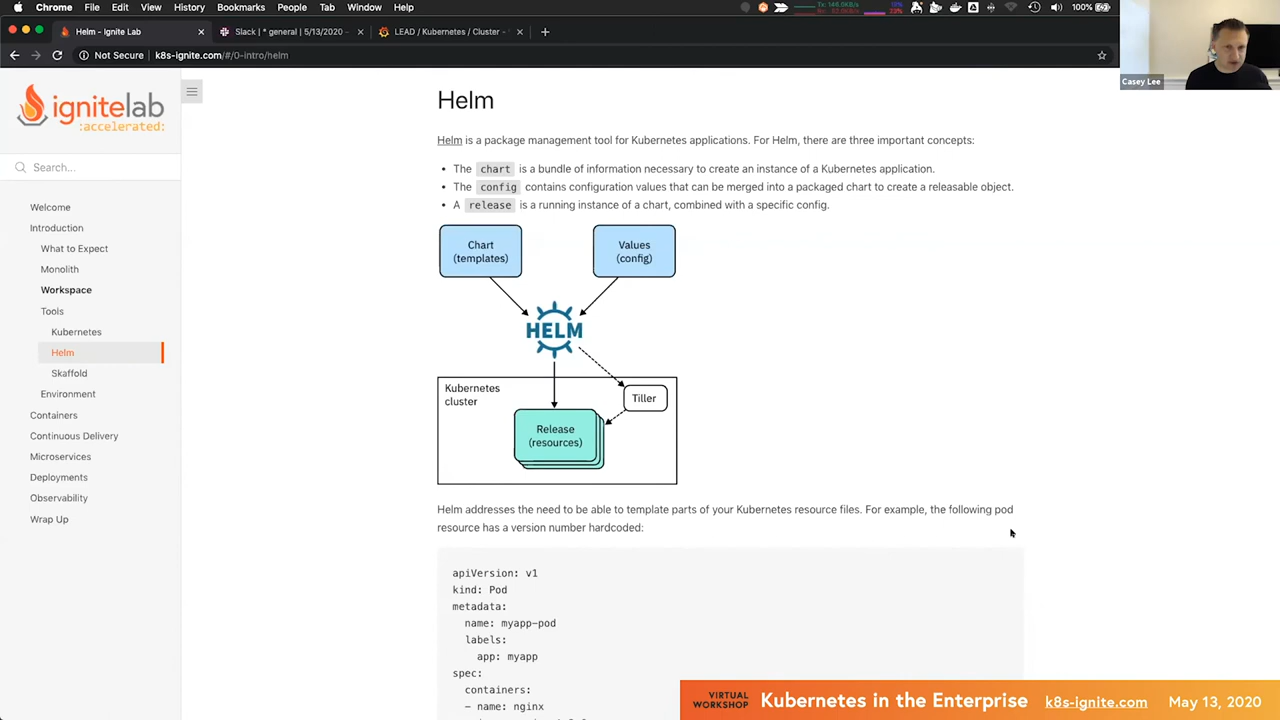 Chrome File Edit View History Bookmarks People Tab Window Help 100%
Helm - Ignite Lab
Slack | * general | 5/13/2020 -
LEAD / Kubernetes / Cluster -
Not Secure | k8s-ignite.com/#/0-intro/helm
Casey Lee
ignitelab
:accelerated:
Search...
Welcome
Introduction
What to Expect
Monolith
Workspace
Tools
Kubernetes
Helm
Skaffold
Environment
Containers
Continuous Delivery
Microservices
Deployments
Observability
Wrap Up
Helm
Helm is a package management tool for Kubernetes applications. For Helm, there are three important concepts:
• The chart is a bundle of information necessary to create an instance of a Kubernetes application.
• The config contains configuration values that can be merged into a packaged chart to create a releasable object.
• A release is a running instance of a chart, combined with a specific config.
Chart
(templates)
Values
(config)
HELM
Kubernetes
cluster
Tiller
Release
(resources)
Helm addresses the need to be able to template parts of your Kubernetes resource files. For example, the following pod
resource has a version number hardcoded:
apiVersion: v1
kind: Pod
metadata:
name: myapp-pod
labels:
app: myapp
spec:
containers:
- name: nginx
VIRTUAL
WORKSHOP
Kubernetes in the Enterprise
k8s-ignite.com
May 13, 2020